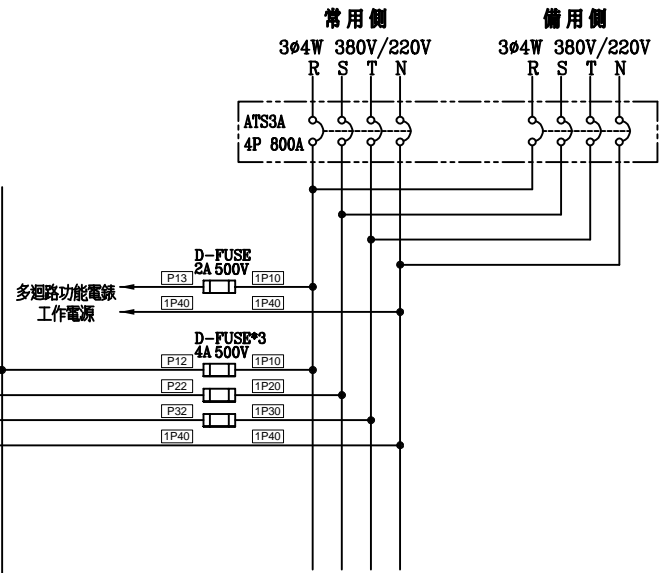 常用側
備用側
3ø4W 380V/220V
3ø4W 380V/220V
R S T N
R S T N
ATS3A
4P 800A
D-FUSE
2A 500V
P13
1P10
多迴路功能電錶
工作電源
1P40
1P40
D-FUSE*3
4A 500V
P12
1P10
P22
1P20
P32
1P30
1P40
1P40